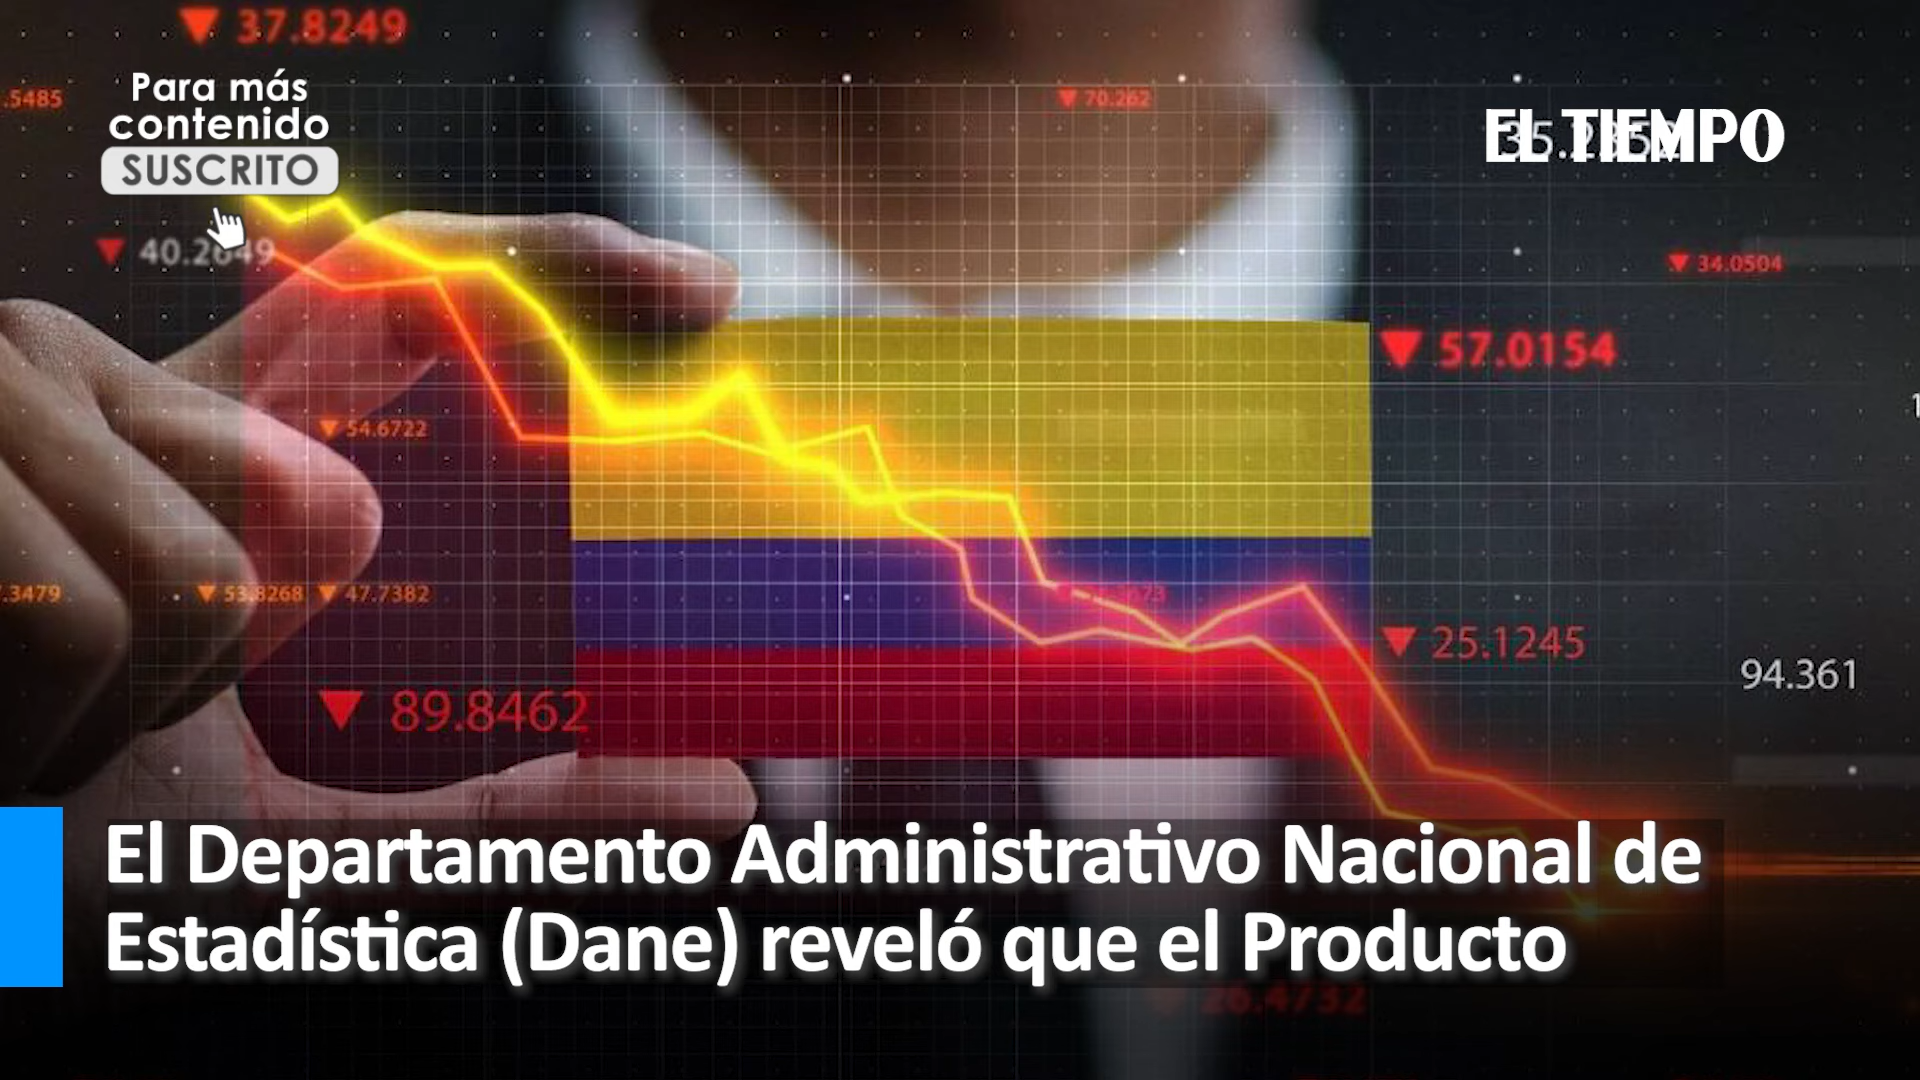 ▼ 37.8249
Para más
contenido
SUSCRITO
.5485
▼ 70.262
EL TIEMPO
▼ 34.0504
▼ 57.0154
▼ 54.6722
.3479
▼ 53.8268
▼ 47.7382
▼ 25.1245
94.361
▼ 89.8462
El Departamento Administrativo Nacional de
Estadística (Dane) reveló que el Producto
26.4732